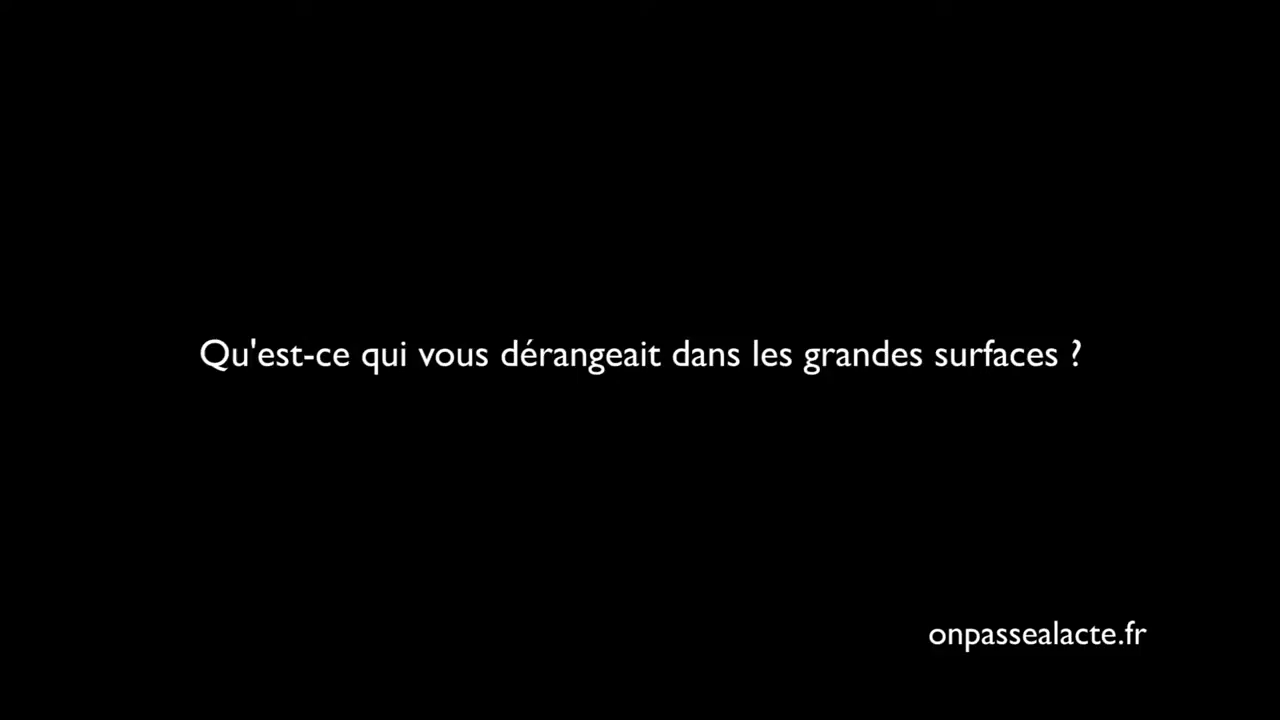 Qu'est-ce qui vous dérangeait dans les grandes surfaces ?
onpassealacte.fr